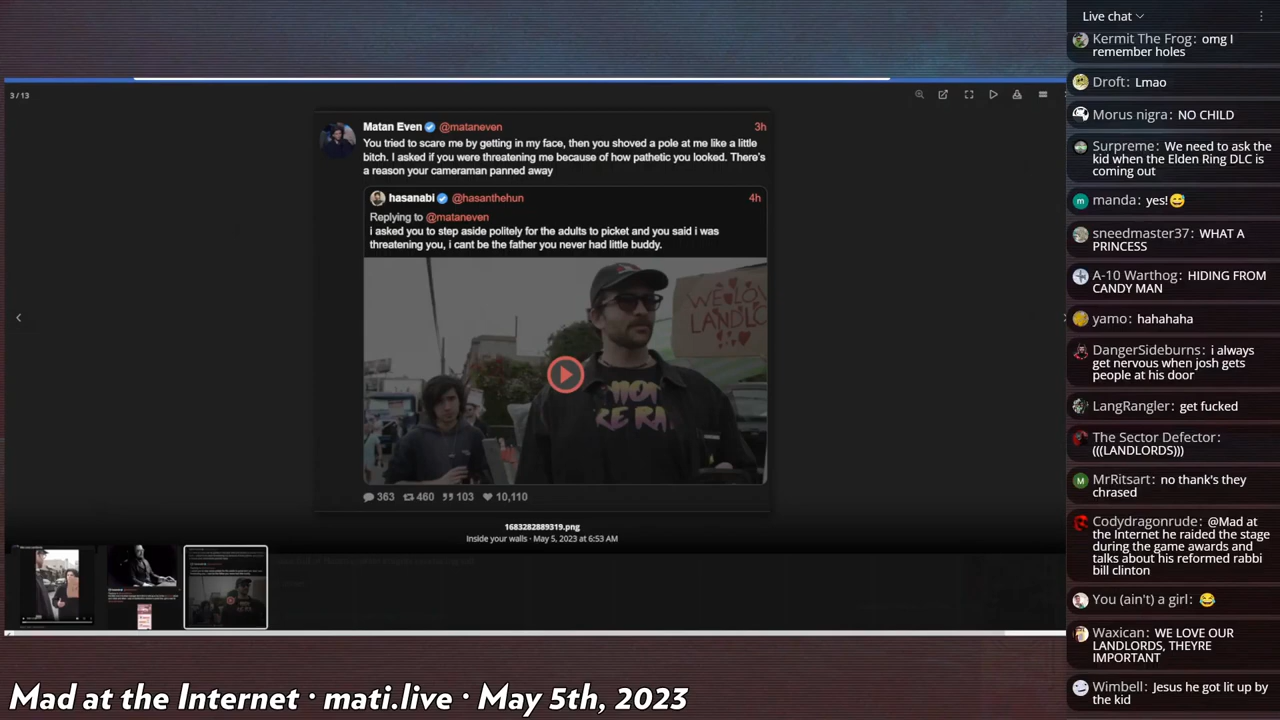 Live chat
Kermit The Frog: omg I
remember holes
Droft: Lmao
Morus nigra: NO CHILD
Surpreme: We need to ask the
kid when the Elden Ring DLC is
coming out
manda: yes!😅
sneedmaster37: WHAT A
PRINCESS
A-10 Warthog: HIDING FROM
CANDY MAN
yamo: hahahaha
DangerSideburns: i always
get nervous when josh gets
people at his door
LangRangler: get fucked
The Sector Defector:
(((LANDLORDS)))
MrRitsart: no thank's they
chrased
Codydragonrude: @Mad at
the Internet he raided the stage
during the game awards and
talks about his reformed rabbi
bill clinton
You (ain't) a girl: 😂
Waxican: WE LOVE OUR
LANDLORDS, THEYRE
IMPORTANT
Wimbell: Jesus he got lit up by
the kid
3 / 13
Matan Even @mataneven 3h
You tried to scare me by getting in my face, then you shoved a pole at me like a little
bitch. I asked if you were threatening me because of how pathetic you looked. There's
a reason your cameraman panned away
hasanabi @hasanthehun 4h
Replying to @mataneven
i asked you to step aside politely for the adults to picket and you said i was
threatening you, i cant be the father you never had little buddy.
WE LOV
LANDLO
363 460 103 10,110
1683282889319.png
Inside your walls · May 5, 2023 at 6:53 AM
Mad at the Internet · mati.live · May 5th, 2023